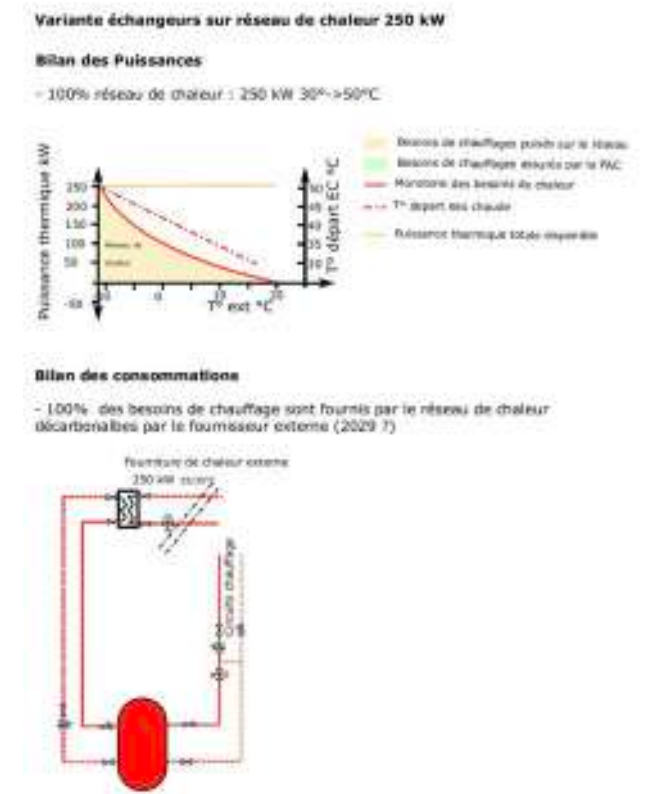 Variante échangeurs sur réseau de chaleur 250 kW
Bilan des Puissances
- 100% réseau de chaleur : 250 kW 30°->50°C
Besoins de chauffages puisés sur le réseau
Besoins de chauffages assurés par la PAC
Monotone des besoins de chaleur
T° départ eau chaude
Puissance thermique totale disponible
Puissance thermique kW
250
200
150
100
50
-50
0
10
20
T° ext °C
50
45
40
35
30
T° départ EC °C
Bilan des consommations
- 100% des besoins de chauffage sont fournis par le réseau de chaleur
décarbonalbes par le fournisseur externe (2029 ?)
Fourniture de chaleur externe
250 kW
Circuits chauffage